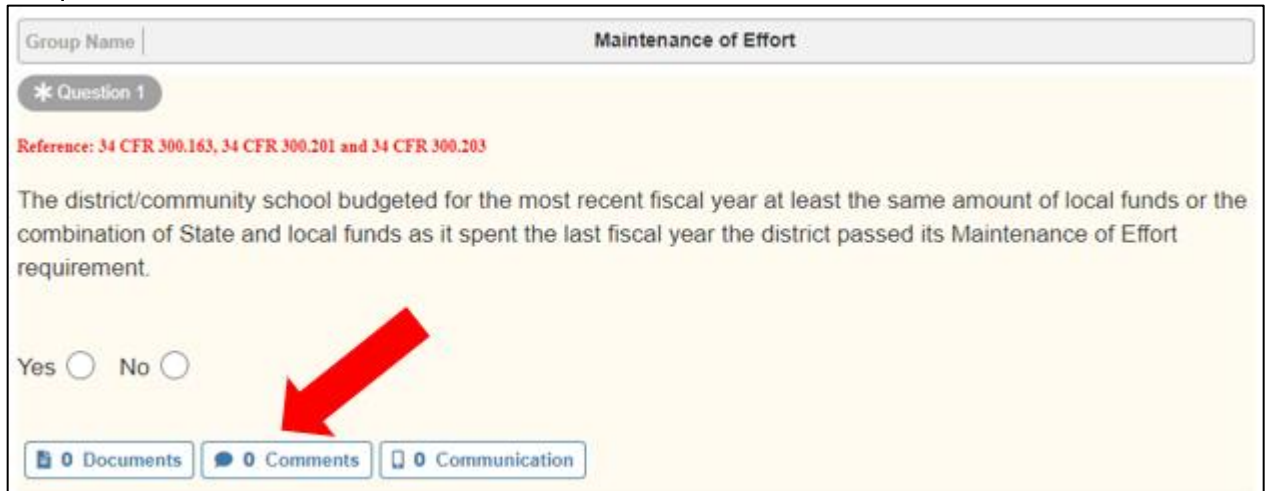 Group Name Maintenance of Effort
* Question 1
Reference: 34 CFR 300.163, 34 CFR 300.201 and 34 CFR 300.203
The district/community school budgeted for the most recent fiscal year at least the same amount of local funds or the
combination of State and local funds as it spent the last fiscal year the district passed its Maintenance of Effort
requirement.
Yes No
0 Documents 0 Comments 0 Communication